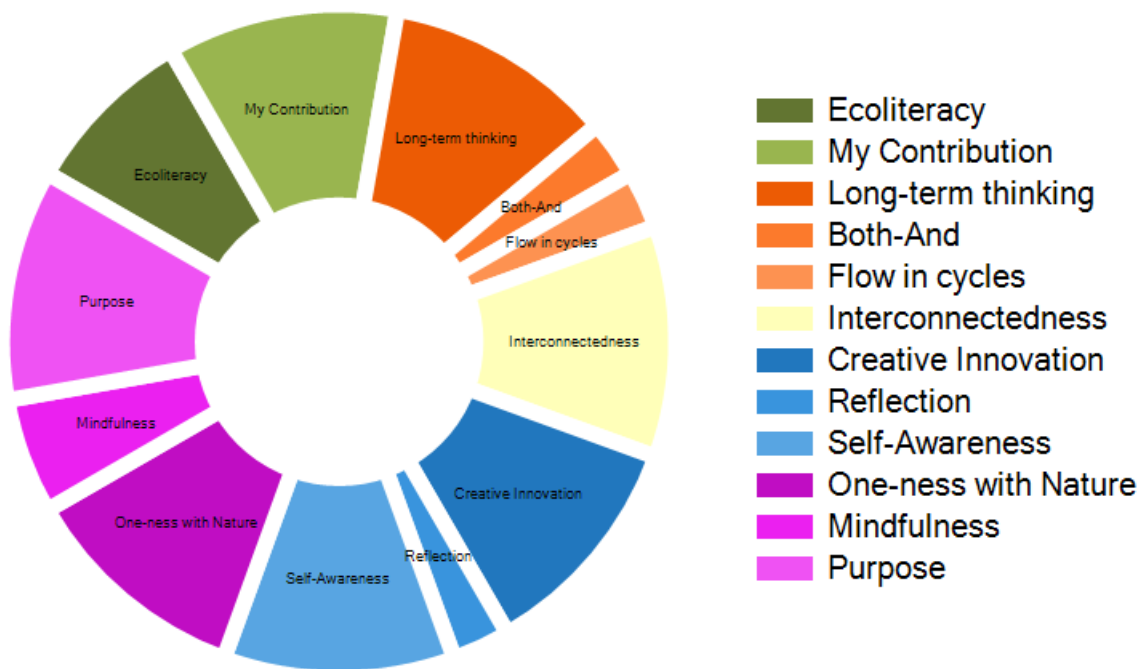 My Contribution
Long-term thinking
Ecoliteracy
Both-And
Flow in cycles
Purpose
Interconnectedness
Mindfulness
Creative Innovation
One-ness with Nature
Reflection
Self-Awareness
Ecoliteracy
My Contribution
Long-term thinking
Both-And
Flow in cycles
Interconnectedness
Creative Innovation
Reflection
Self-Awareness
One-ness with Nature
Mindfulness
Purpose